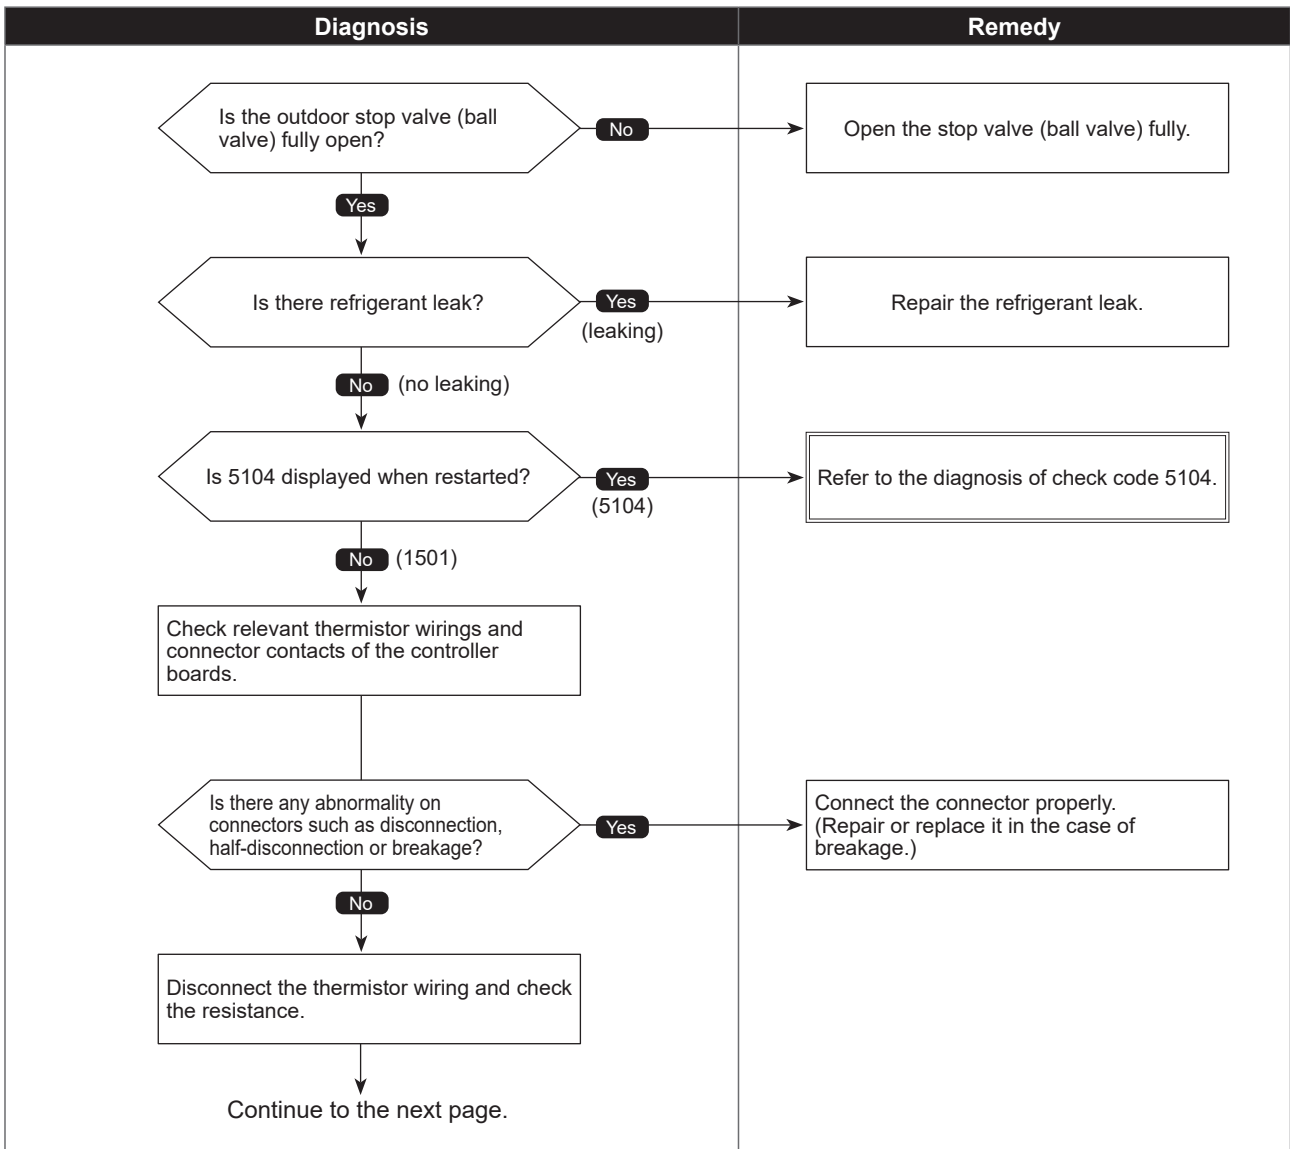 Diagnosis
Remedy
Is the outdoor stop valve (ball
valve) fully open?
No
Open the stop valve (ball valve) fully.
Yes
Is there refrigerant leak?
Yes
(leaking)
Repair the refrigerant leak.
No (no leaking)
Is 5104 displayed when restarted?
Yes
(5104)
Refer to the diagnosis of check code 5104.
No (1501)
Check relevant thermistor wirings and
connector contacts of the controller
boards.
Is there any abnormality on
connectors such as disconnection,
half-disconnection or breakage?
Yes
Connect the connector properly.
(Repair or replace it in the case of
breakage.)
No
Disconnect the thermistor wiring and check
the resistance.
Continue to the next page.